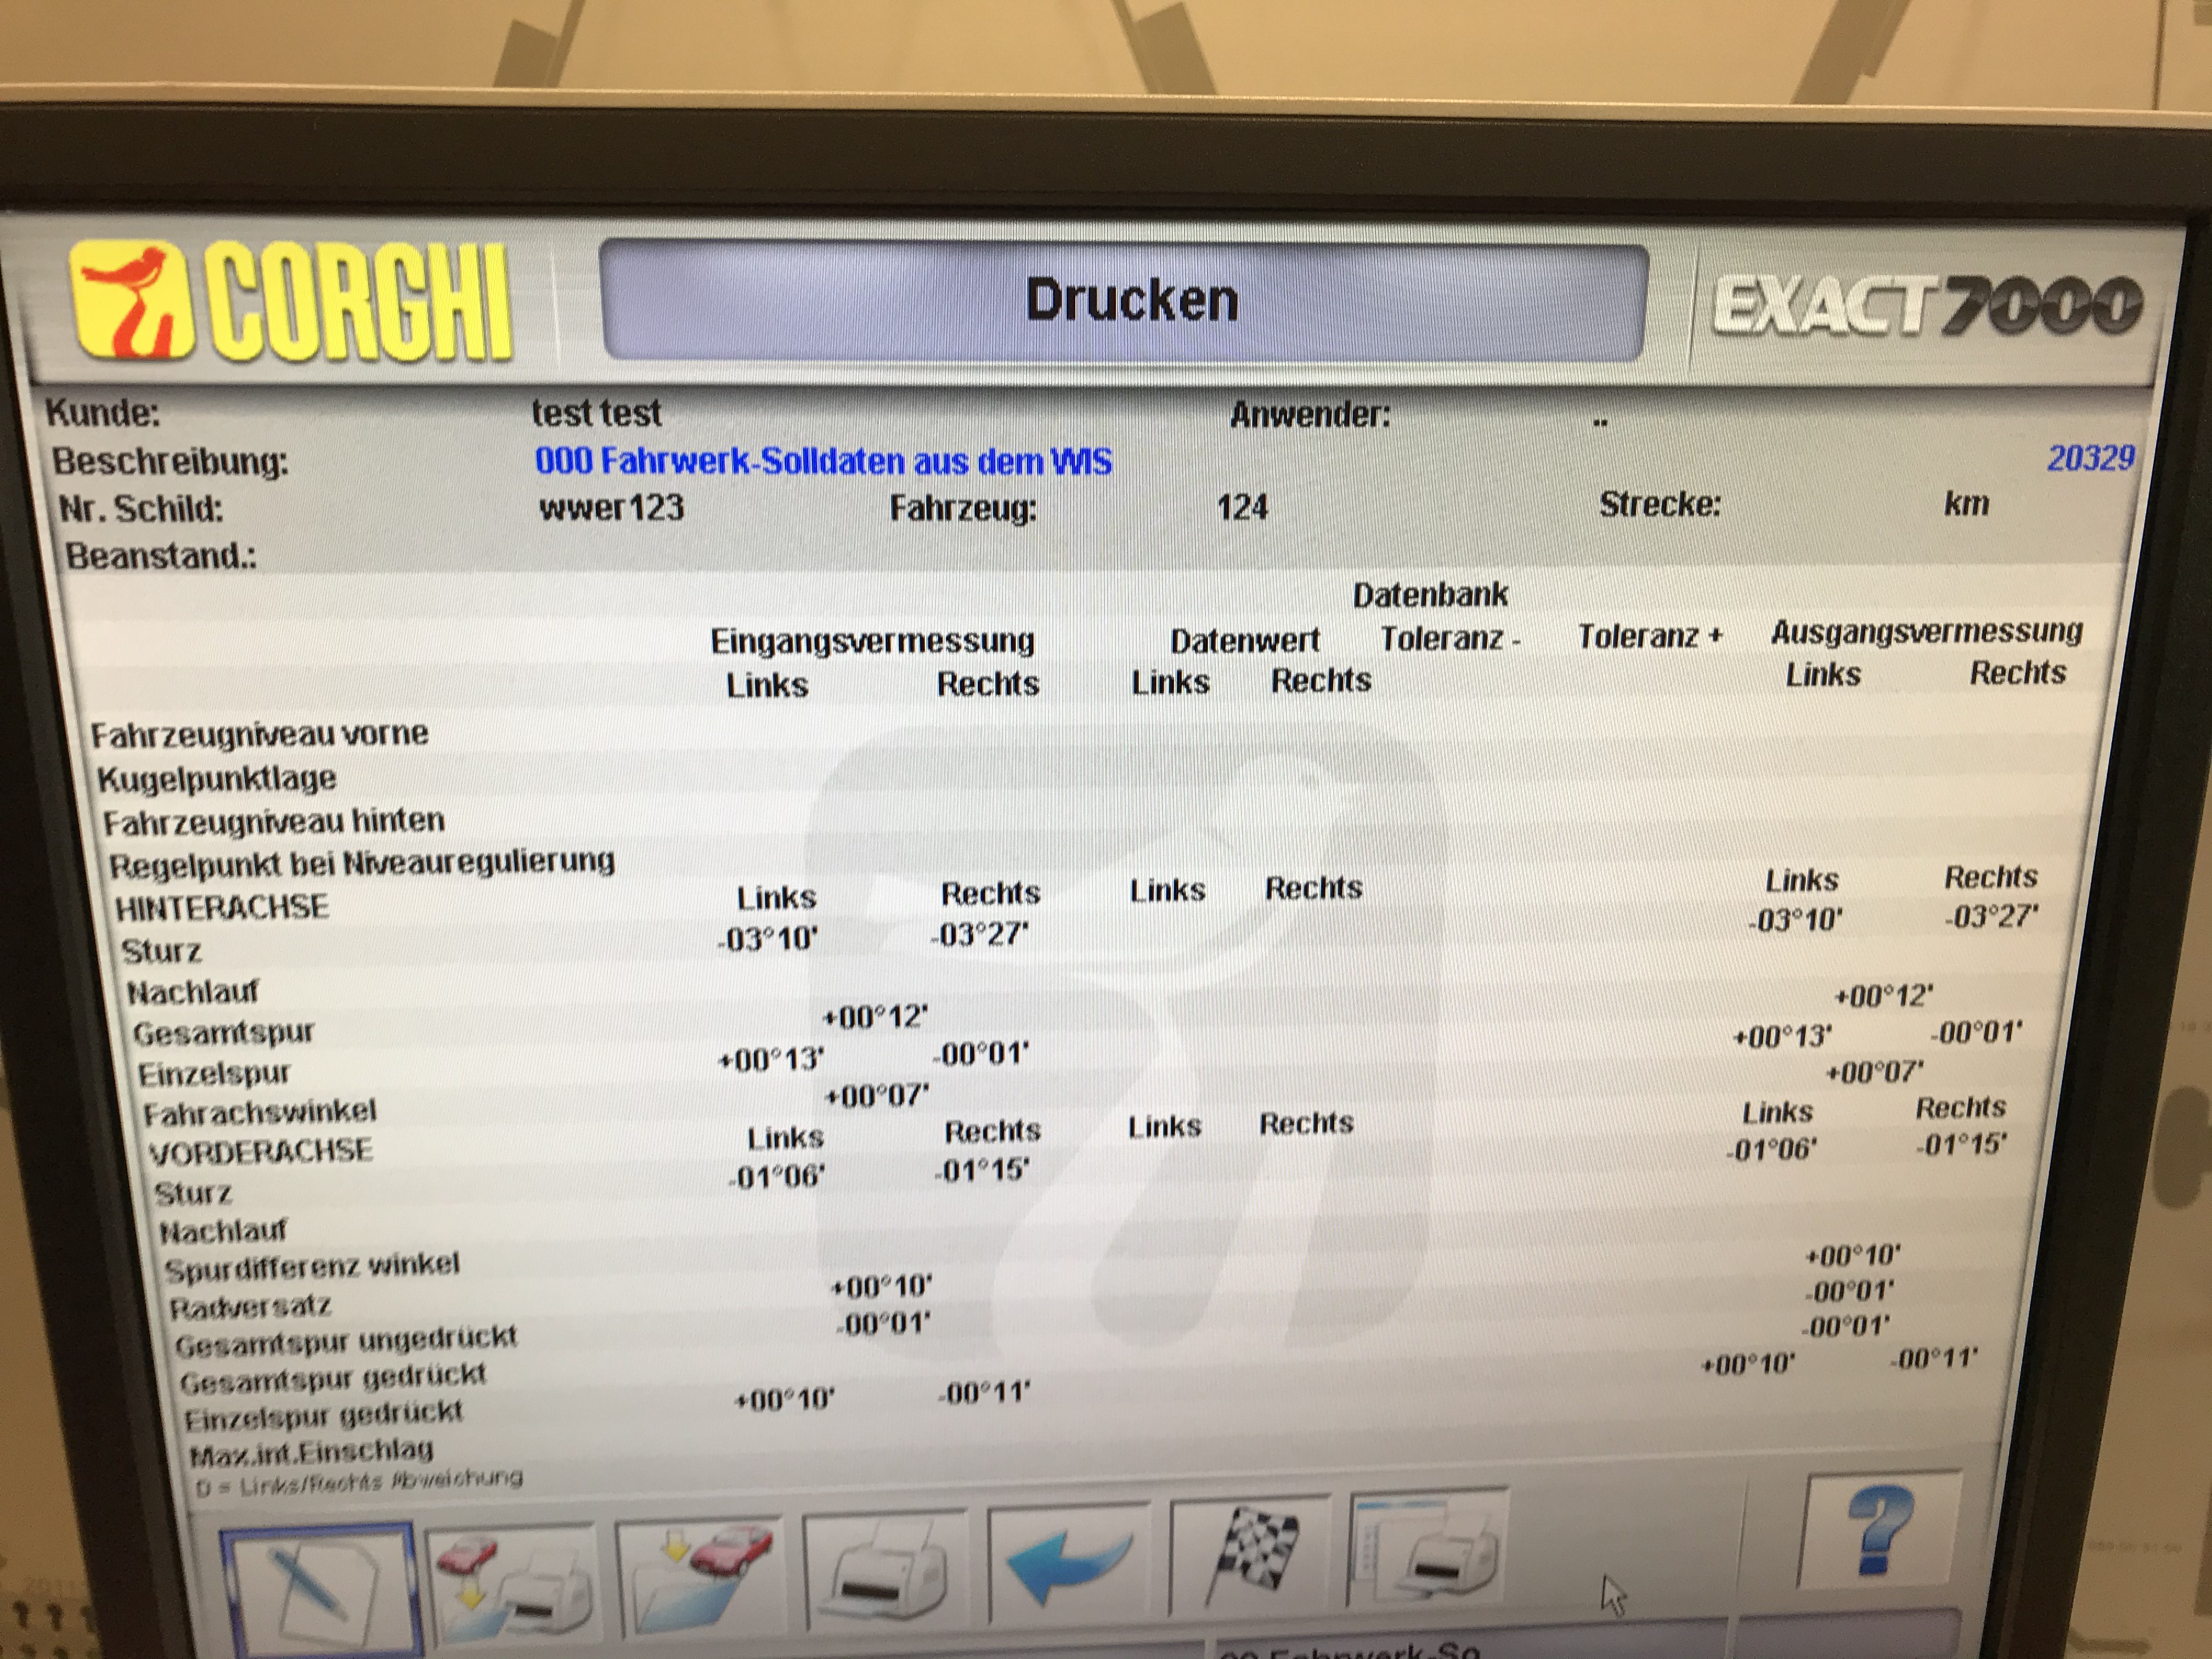 CORGHI
Drucken
EXACT7000
Kunde: test test Anwender: ..
Beschreibung: 000 Fahrwerk-Solldaten aus dem WIS 20329
Nr. Schild: wwer123 Fahrzeug: 124 Strecke: km
Beanstand.:
Datenbank
Eingangsvermessung Datenwert Toleranz - Toleranz + Ausgangsvermessung
Links Rechts Links Rechts Links Rechts
Fahrzeugniveau vorne
Kugelpunktlage
Fahrzeugniveau hinten
Regelpunkt bei Niveauregulierung
HINTERACHSE Links Rechts Links Rechts Links Rechts
Sturz -03°10' -03°27' -03°10' -03°27'
Nachlauf
Gesamtspur +00°12' +00°12'
Einzelspur +00°13' -00°01' +00°13' -00°01'
Fahrachswinkel +00°07' +00°07'
VORDERACHSE Links Rechts Links Rechts Links Rechts
Sturz -01°06' -01°15' -01°06' -01°15'
Nachlauf
Spurdifferenz winkel
Radversatz +00°10' +00°10'
Gesamtspur ungedrückt -00°01' -00°01'
Gesamtspur gedrückt -00°01'
Einzelspur gedrückt +00°10' -00°11' +00°10' -00°11'
Max.int.Einschlag
D = Links/Rechts Abweichung
?
00 Fahrwerk-So